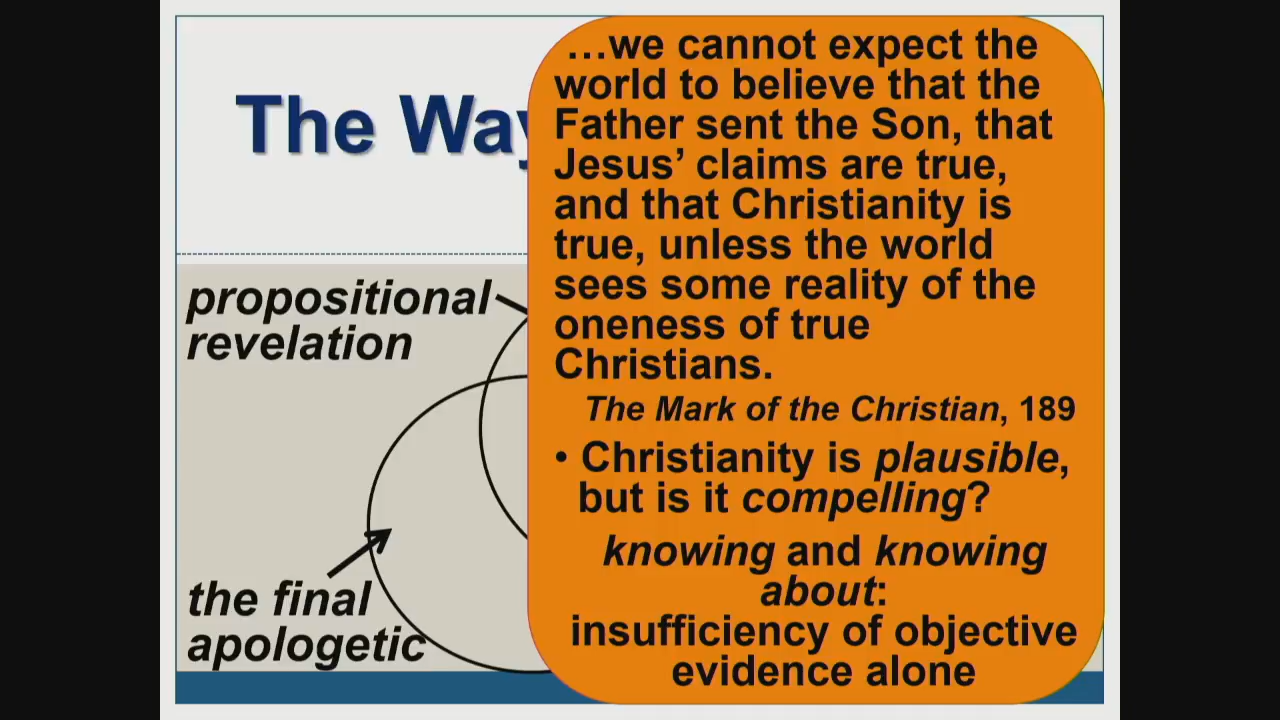 The Way
propositional
revelation
the final
apologetic
…we cannot expect the
world to believe that the
Father sent the Son, that
Jesus’ claims are true,
and that Christianity is
true, unless the world
sees some reality of the
oneness of true
Christians.
The Mark of the Christian, 189
• Christianity is plausible,
but is it compelling?
knowing and knowing
about:
insufficiency of objective
evidence alone